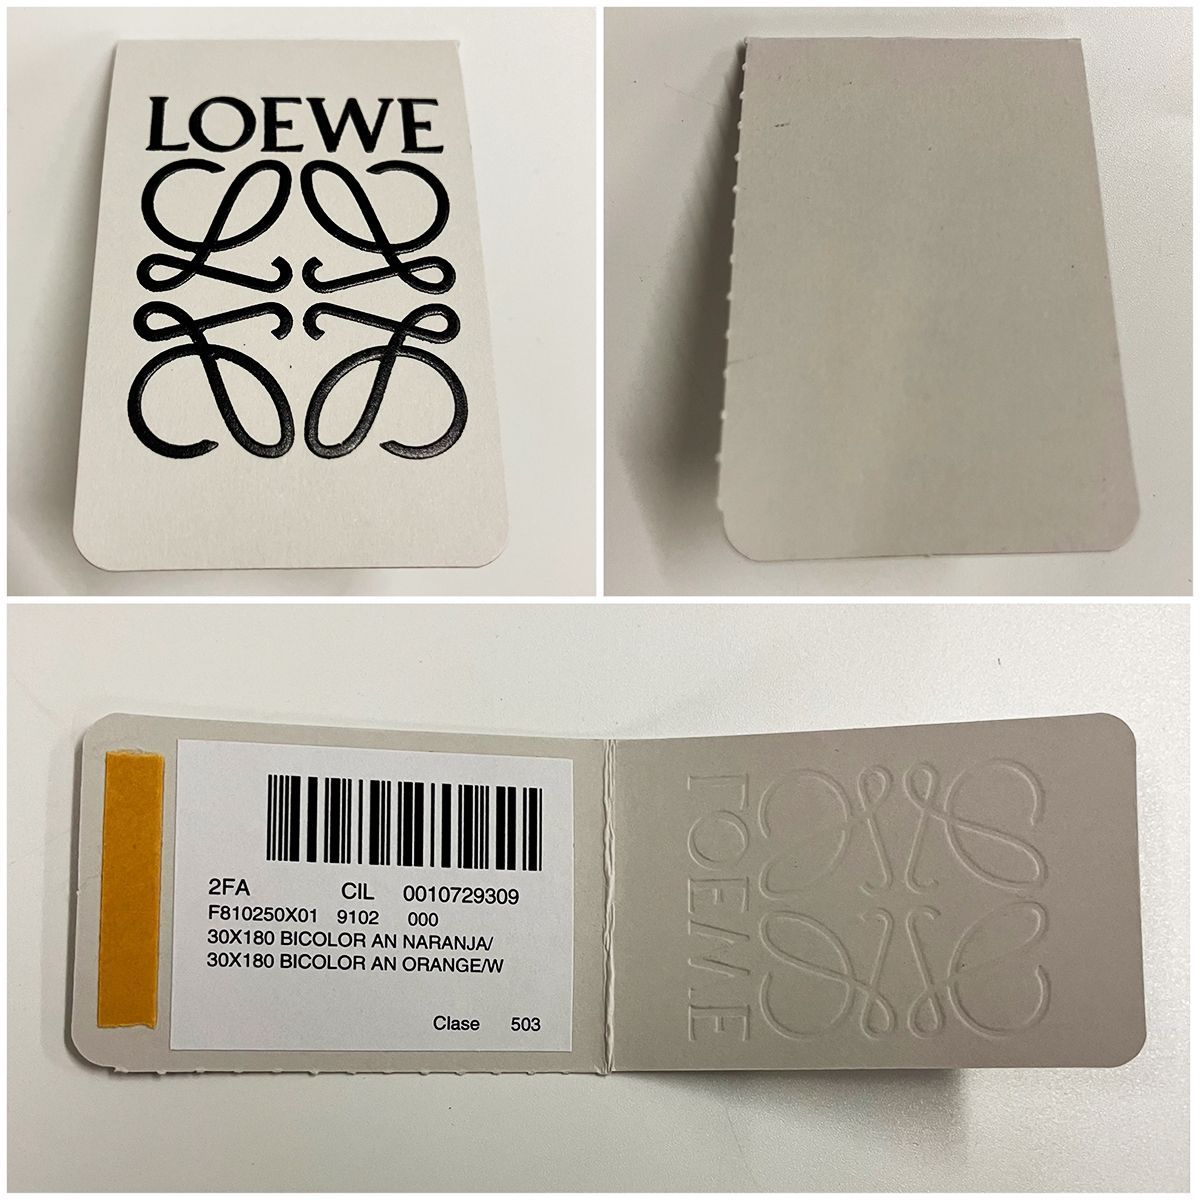 LOEWE
2FA CIL 0010729309
F810250X01 9102 000
30X180 BICOLOR AN NARANJA/
30X180 BICOLOR AN ORANGE/W
Clase 503
LOEWE